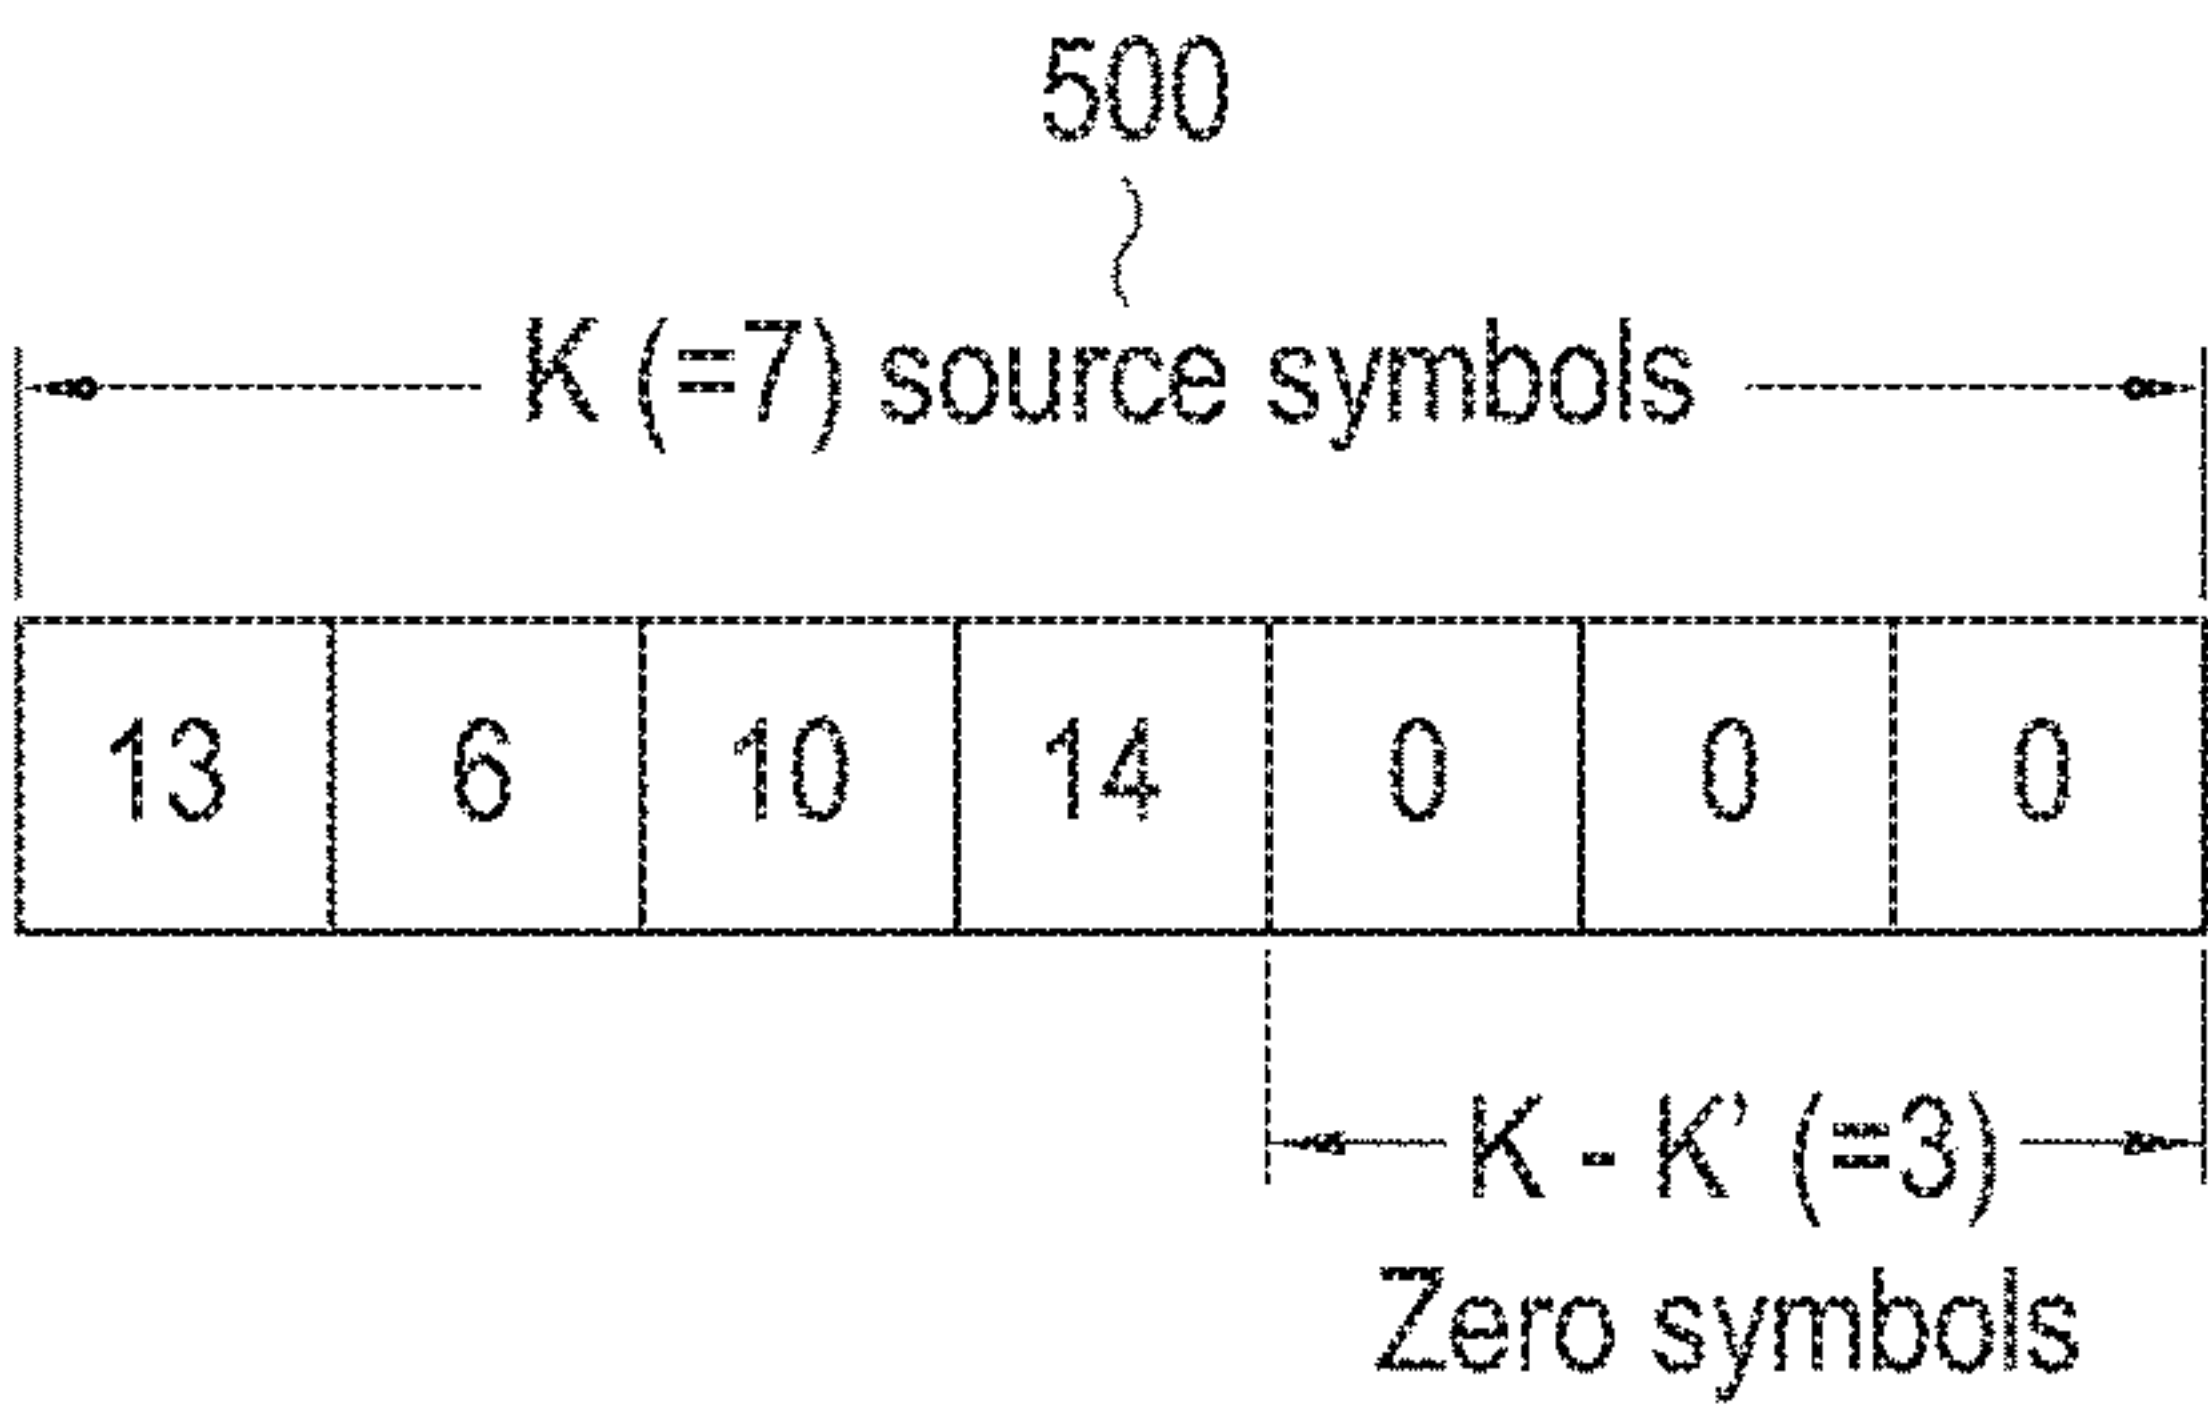 500
K (=7) source symbols
13 6 10 14 0 0 0
K - K' (=3)
Zero symbols